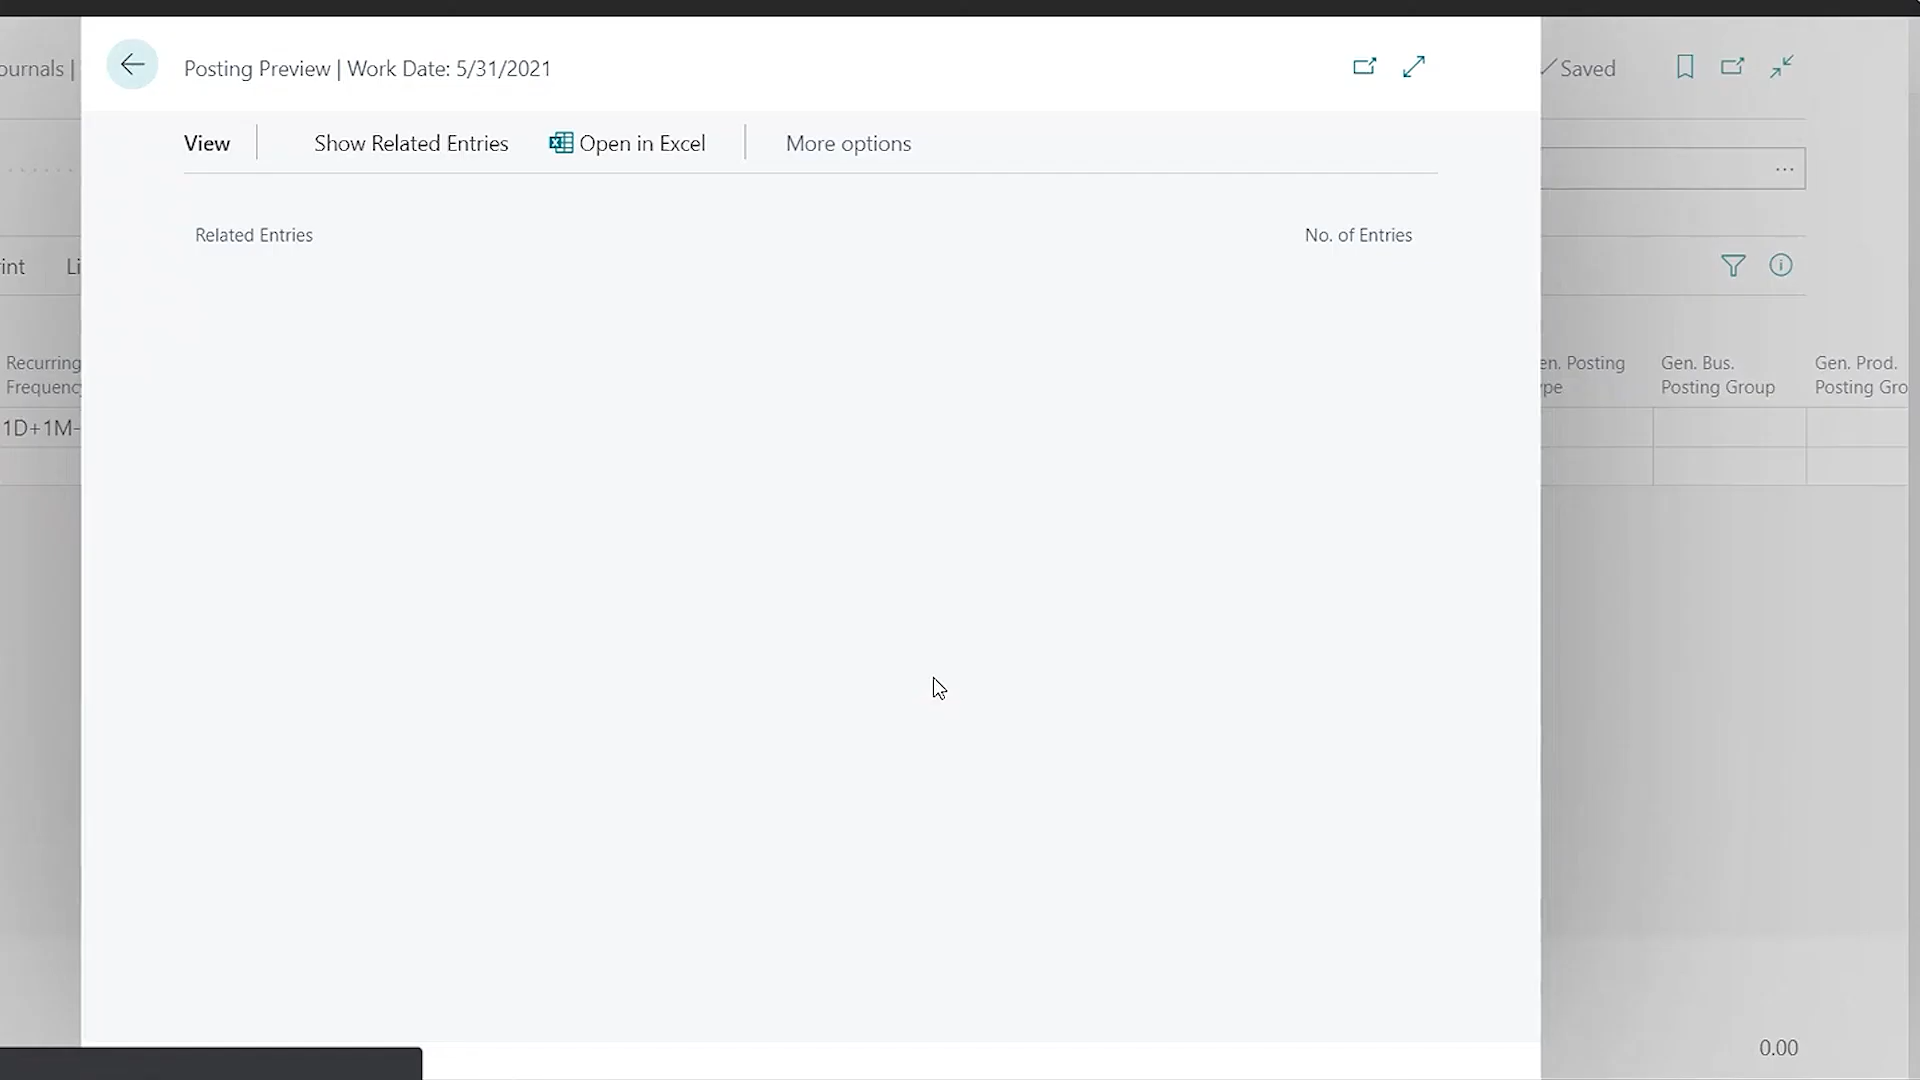 ournals |
Posting Preview | Work Date: 5/31/2021
Saved
View
Show Related Entries
Open in Excel
More options
Related Entries
No. of Entries
int
Li
Recurring
Frequenc
en. Posting
pe
Gen. Bus.
Posting Group
Gen. Prod.
Posting Gro
1D+1M-
0.00